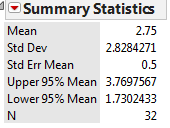 Summary Statistics
Mean 2.75
Std Dev 2.8284271
Std Err Mean 0.5
Upper 95% Mean 3.7697567
Lower 95% Mean 1.7302433
N 32